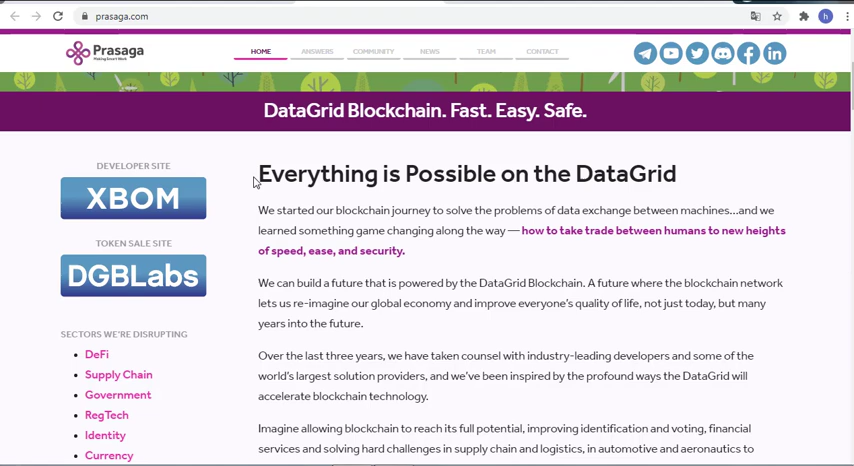 prasaga.com
h
Prasaga
Making Smart Work
HOME ANSWERS COMMUNITY NEWS TEAM CONTACT
in
DataGrid Blockchain. Fast. Easy. Safe.
DEVELOPER SITE
XBOM
TOKEN SALE SITE
DGBLabs
SECTORS WE'RE DISRUPTING
DeFi
Supply Chain
Government
RegTech
Identity
Currency
Everything is Possible on the DataGrid
We started our blockchain journey to solve the problems of data exchange between machines...and we
learned something game changing along the way — how to take trade between humans to new heights
of speed, ease, and security.
We can build a future that is powered by the DataGrid Blockchain. A future where the blockchain network
lets us re-imagine our global economy and improve everyone's quality of life, not just today, but many
years into the future.
Over the last three years, we have taken counsel with industry-leading developers and some of the
world's largest solution providers, and we've been inspired by the profound ways the DataGrid will
accelerate blockchain technology.
Imagine allowing blockchain to reach its full potential, improving identification and voting, financial
services and solving hard challenges in supply chain and logistics, in automotive and aeronautics to